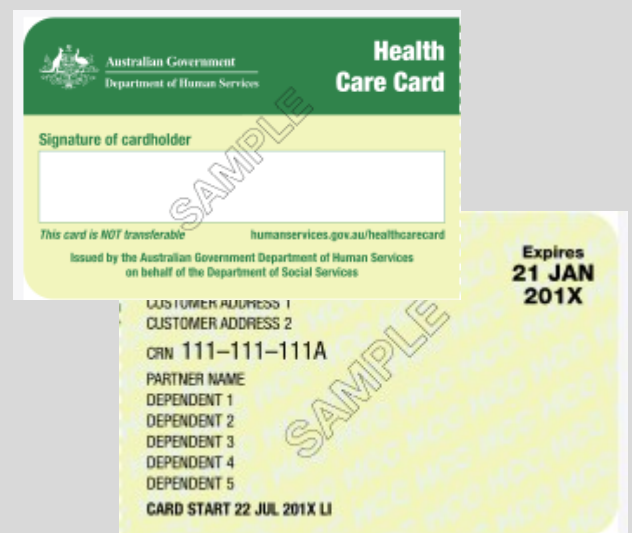 Australian Government
Department of Human Services
Health
Care Card
SAMPLE
Signature of cardholder
This card is NOT transferable
humanservices.gov.au/healthcarecard
Issued by the Australian Government Department of Human Services
on behalf of the Department of Social Services
Expires
21 JAN
201X
CUSTOMER ADDRESS 1
CUSTOMER ADDRESS 2
CRN 111–111–111A
SAMPLE
PARTNER NAME
DEPENDENT 1
DEPENDENT 2
DEPENDENT 3
DEPENDENT 4
DEPENDENT 5
CARD START 22 JUL 201X LI